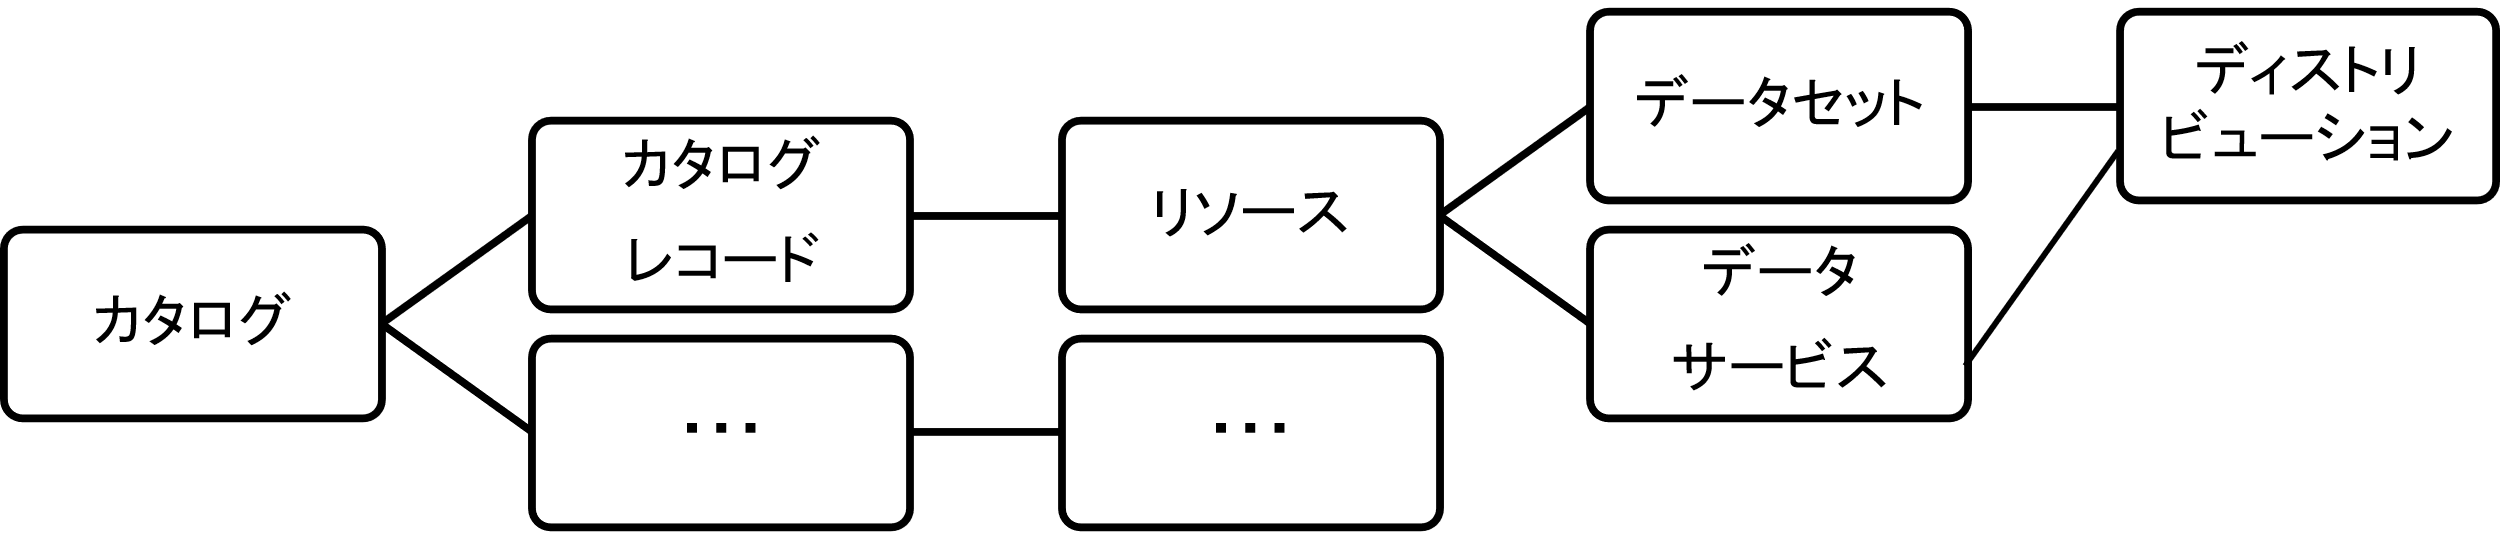 カタログ
カタログ
レコード
...
リソース
...
データセット
データ
サービス
ディストリ
ビューション